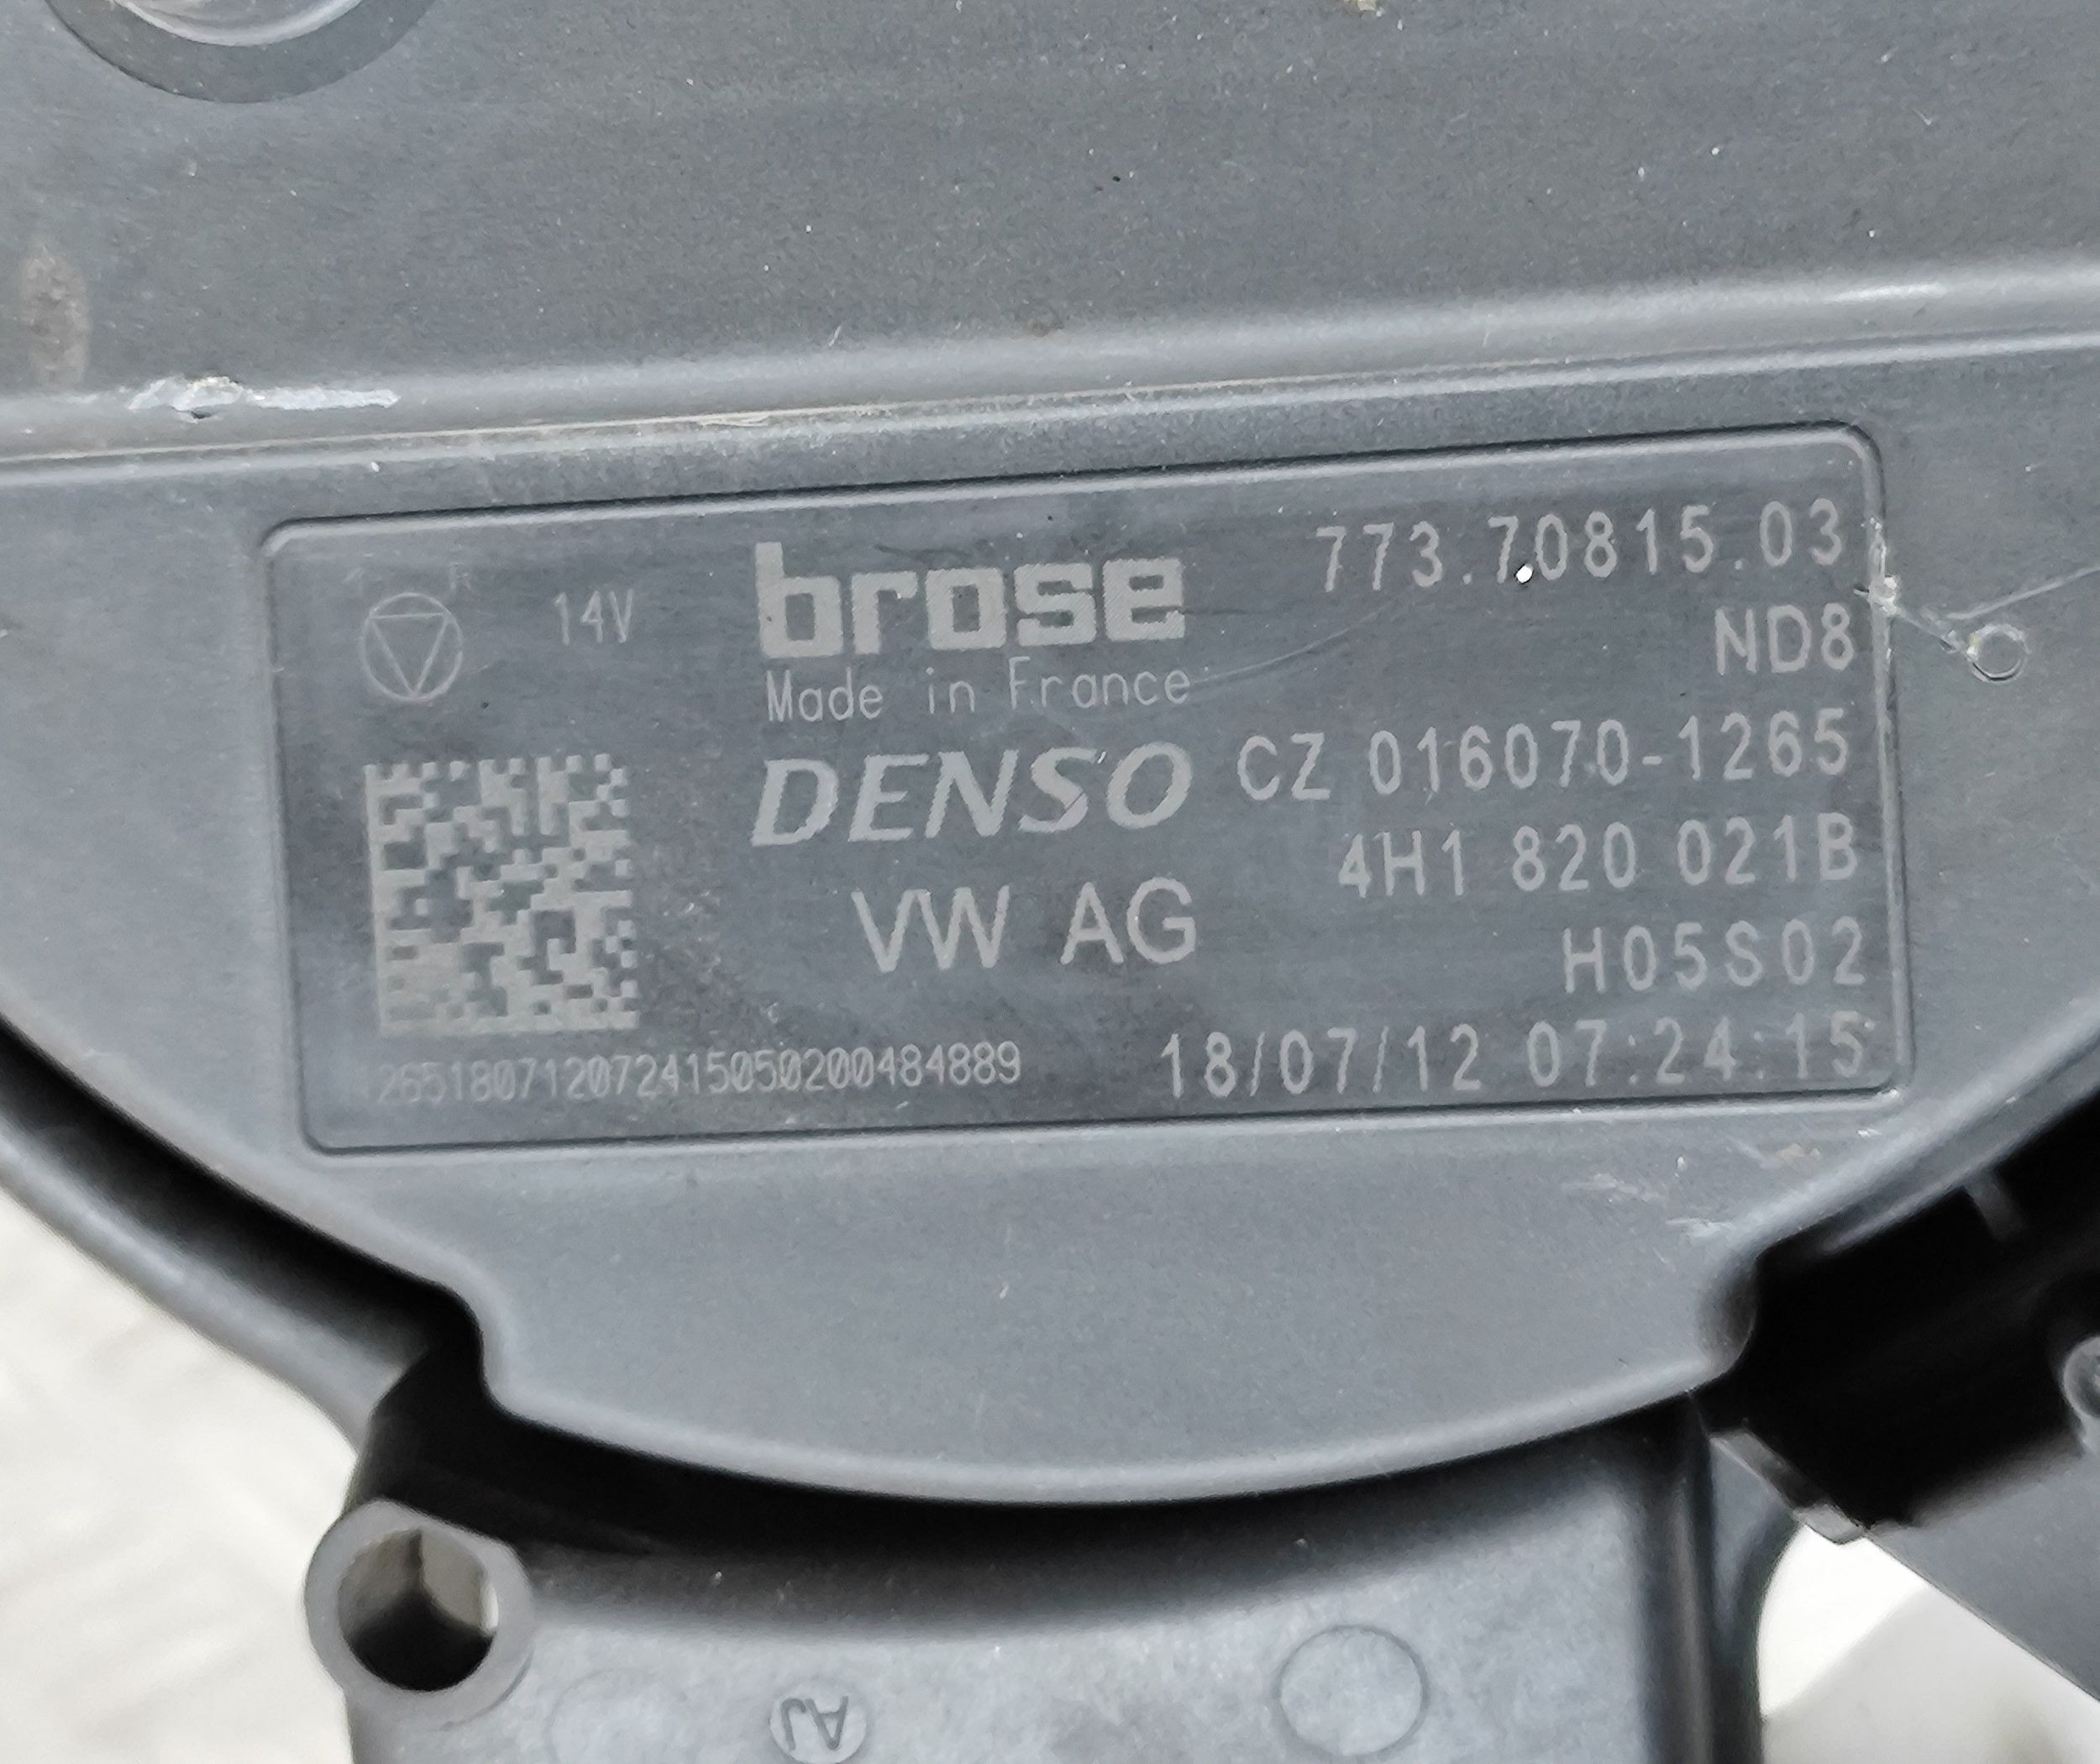 14V
brose 773.70815.03
Made in France ND8
DENSO CZ 016070-1265
VW AG 4H1 820 021B
H05S02
265180712072415050200484889 18/07/12 07:24:15
AJ